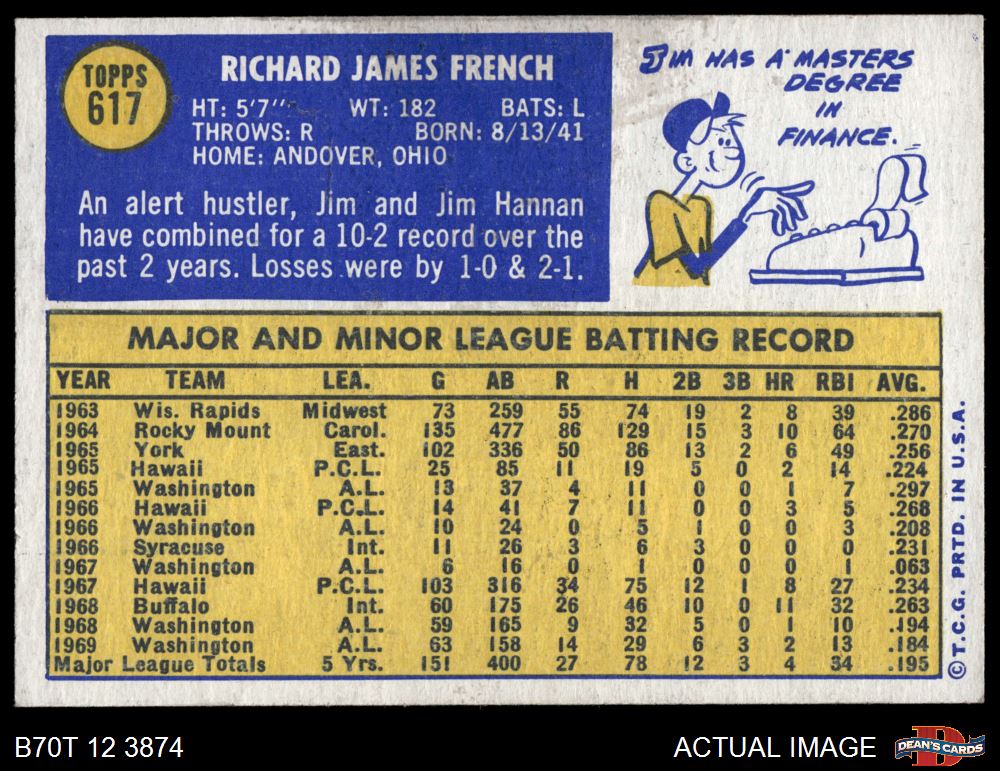 TOPPS
617
RICHARD JAMES FRENCH
HT: 5'7" WT: 182 BATS: L
THROWS: R BORN: 8/13/41
HOME: ANDOVER, OHIO
An alert hustler, Jim and Jim Hannan
have combined for a 10-2 record over the
past 2 years. Losses were by 1-0 & 2-1.
JIM HAS A MASTERS
DEGREE
IN
FINANCE.
MAJOR AND MINOR LEAGUE BATTING RECORD
YEAR TEAM LEA. G AB R H 2B 3B HR RBI AVG.
1963 Wis. Rapids Midwest 73 259 55 74 19 2 8 39 .286
1964 Rocky Mount Carol. 135 477 86 129 15 3 10 64 .270
1965 York East. 102 336 50 86 13 2 6 49 .256
1965 Hawaii P.C.L. 25 85 11 19 5 0 2 14 .224
1965 Washington A.L. 13 37 4 11 0 0 1 7 .297
1966 Hawaii P.C.L. 14 41 7 11 0 0 3 5 .268
1966 Washington A.L. 10 24 0 5 1 0 0 3 .208
1966 Syracuse Int. 11 26 3 6 3 0 0 0 .231
1967 Washington A.L. 6 16 0 1 0 0 0 1 .063
1967 Hawaii P.C.L. 103 316 34 75 12 1 8 27 .234
1968 Buffalo Int. 60 175 26 46 10 0 11 32 .263
1968 Washington A.L. 59 165 9 32 5 0 1 10 .194
1969 Washington A.L. 63 158 14 29 6 3 2 13 .184
Major League Totals 5 Yrs. 151 400 27 78 12 3 4 34 .195
© T.C.G. PRTD. IN U.S.A.
B70T 12 3874
ACTUAL IMAGE
DEAN'S CARDS